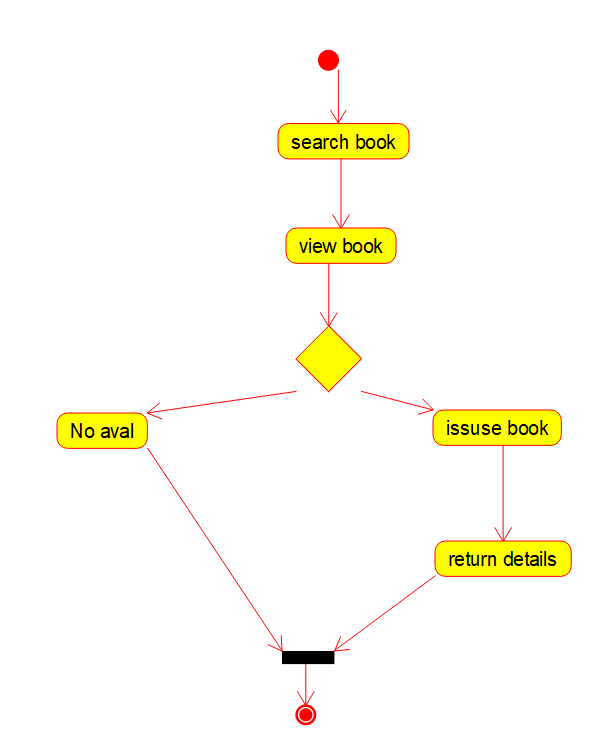 search book
view book
No aval
issuse book
return details